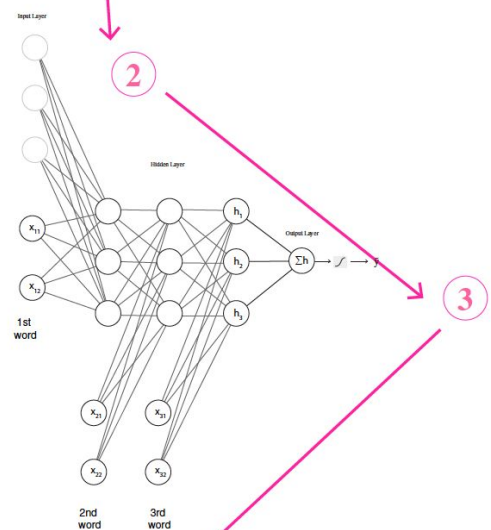 Input Layer
2
Hidden Layer
x11
h1
Output Layer
h2
Σh
ŷ
x12
3
h3
1st
word
x21
x31
x22
x32
2nd
word
3rd
word